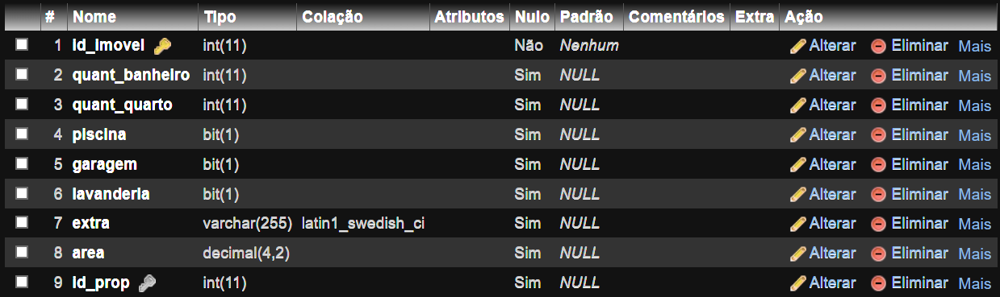 # Nome Tipo Colação Atributos Nulo Padrão Comentários Extra Ação
1 id_imovel int(11) Não Nenhum Alterar Eliminar Mais
2 quant_banheiro int(11) Sim NULL Alterar Eliminar Mais
3 quant_quarto int(11) Sim NULL Alterar Eliminar Mais
4 piscina bit(1) Sim NULL Alterar Eliminar Mais
5 garagem bit(1) Sim NULL Alterar Eliminar Mais
6 lavanderia bit(1) Sim NULL Alterar Eliminar Mais
7 extra varchar(255) latin1_swedish_ci Sim NULL Alterar Eliminar Mais
8 area decimal(4,2) Sim NULL Alterar Eliminar Mais
9 id_prop int(11) Sim NULL Alterar Eliminar Mais